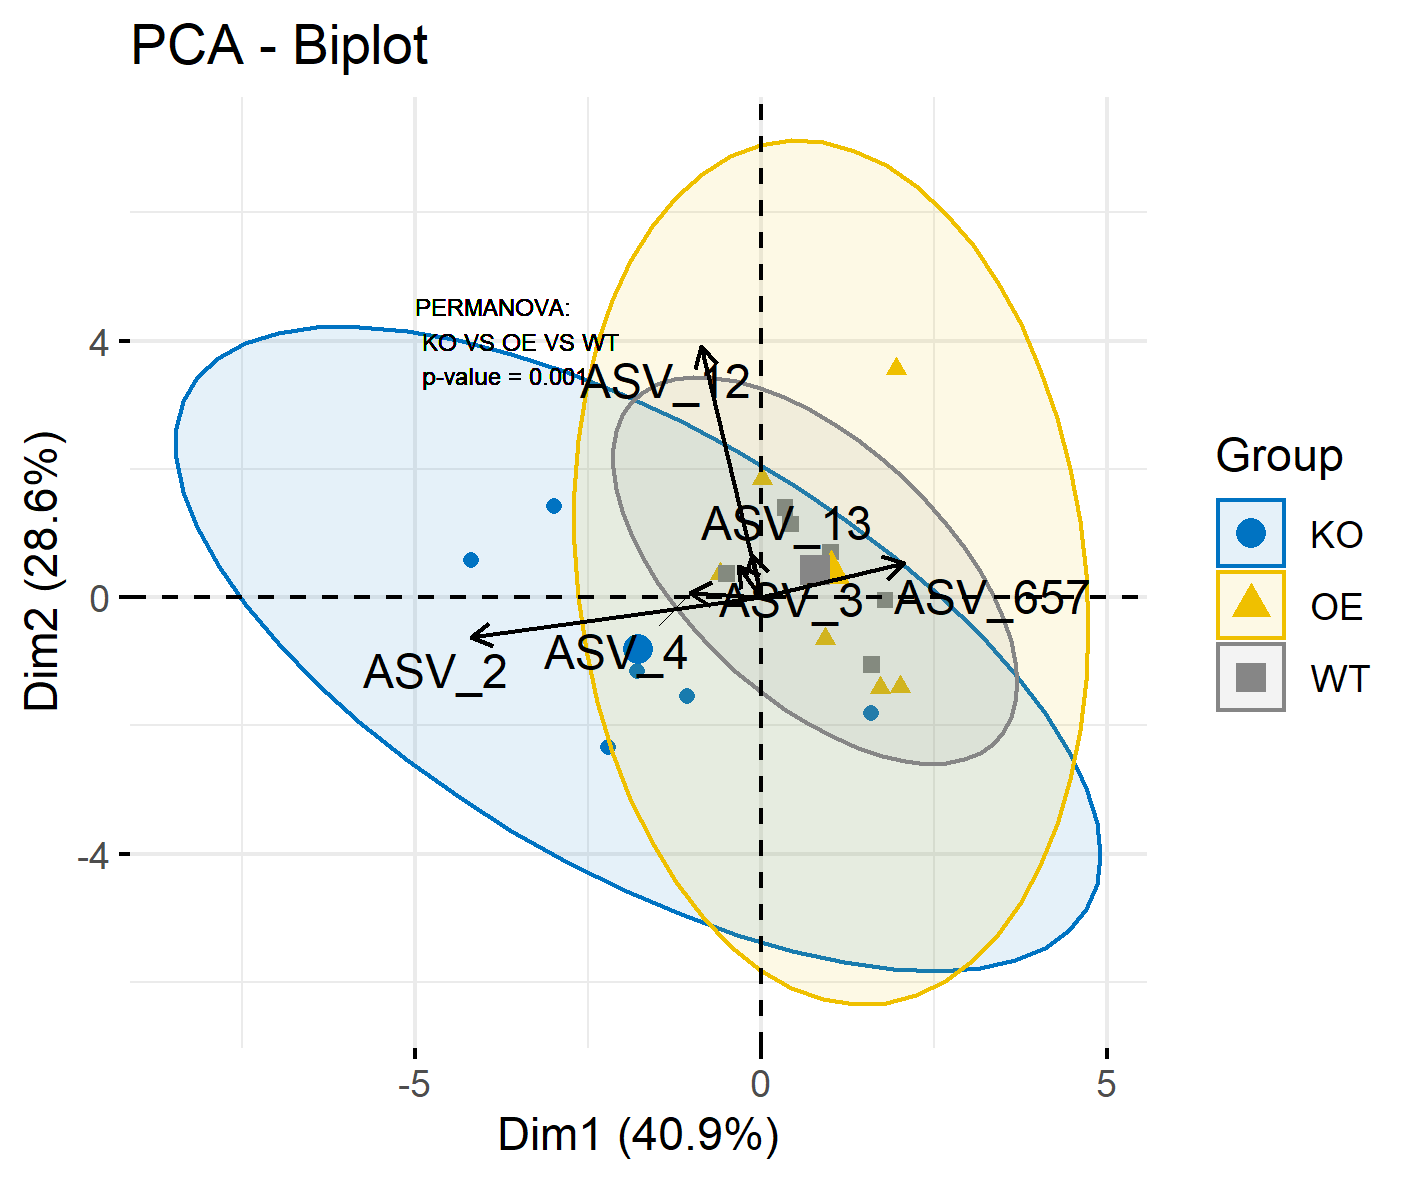 PCA - Biplot
PERMANOVA:
KO VS OE VS WT
p-value = 0.001
ASV_12
ASV_13
ASV_3
ASV_657
ASV_4
ASV_2
4
0
-4
Dim2 (28.6%)
-5
0
5
Dim1 (40.9%)
Group
KO
OE
WT